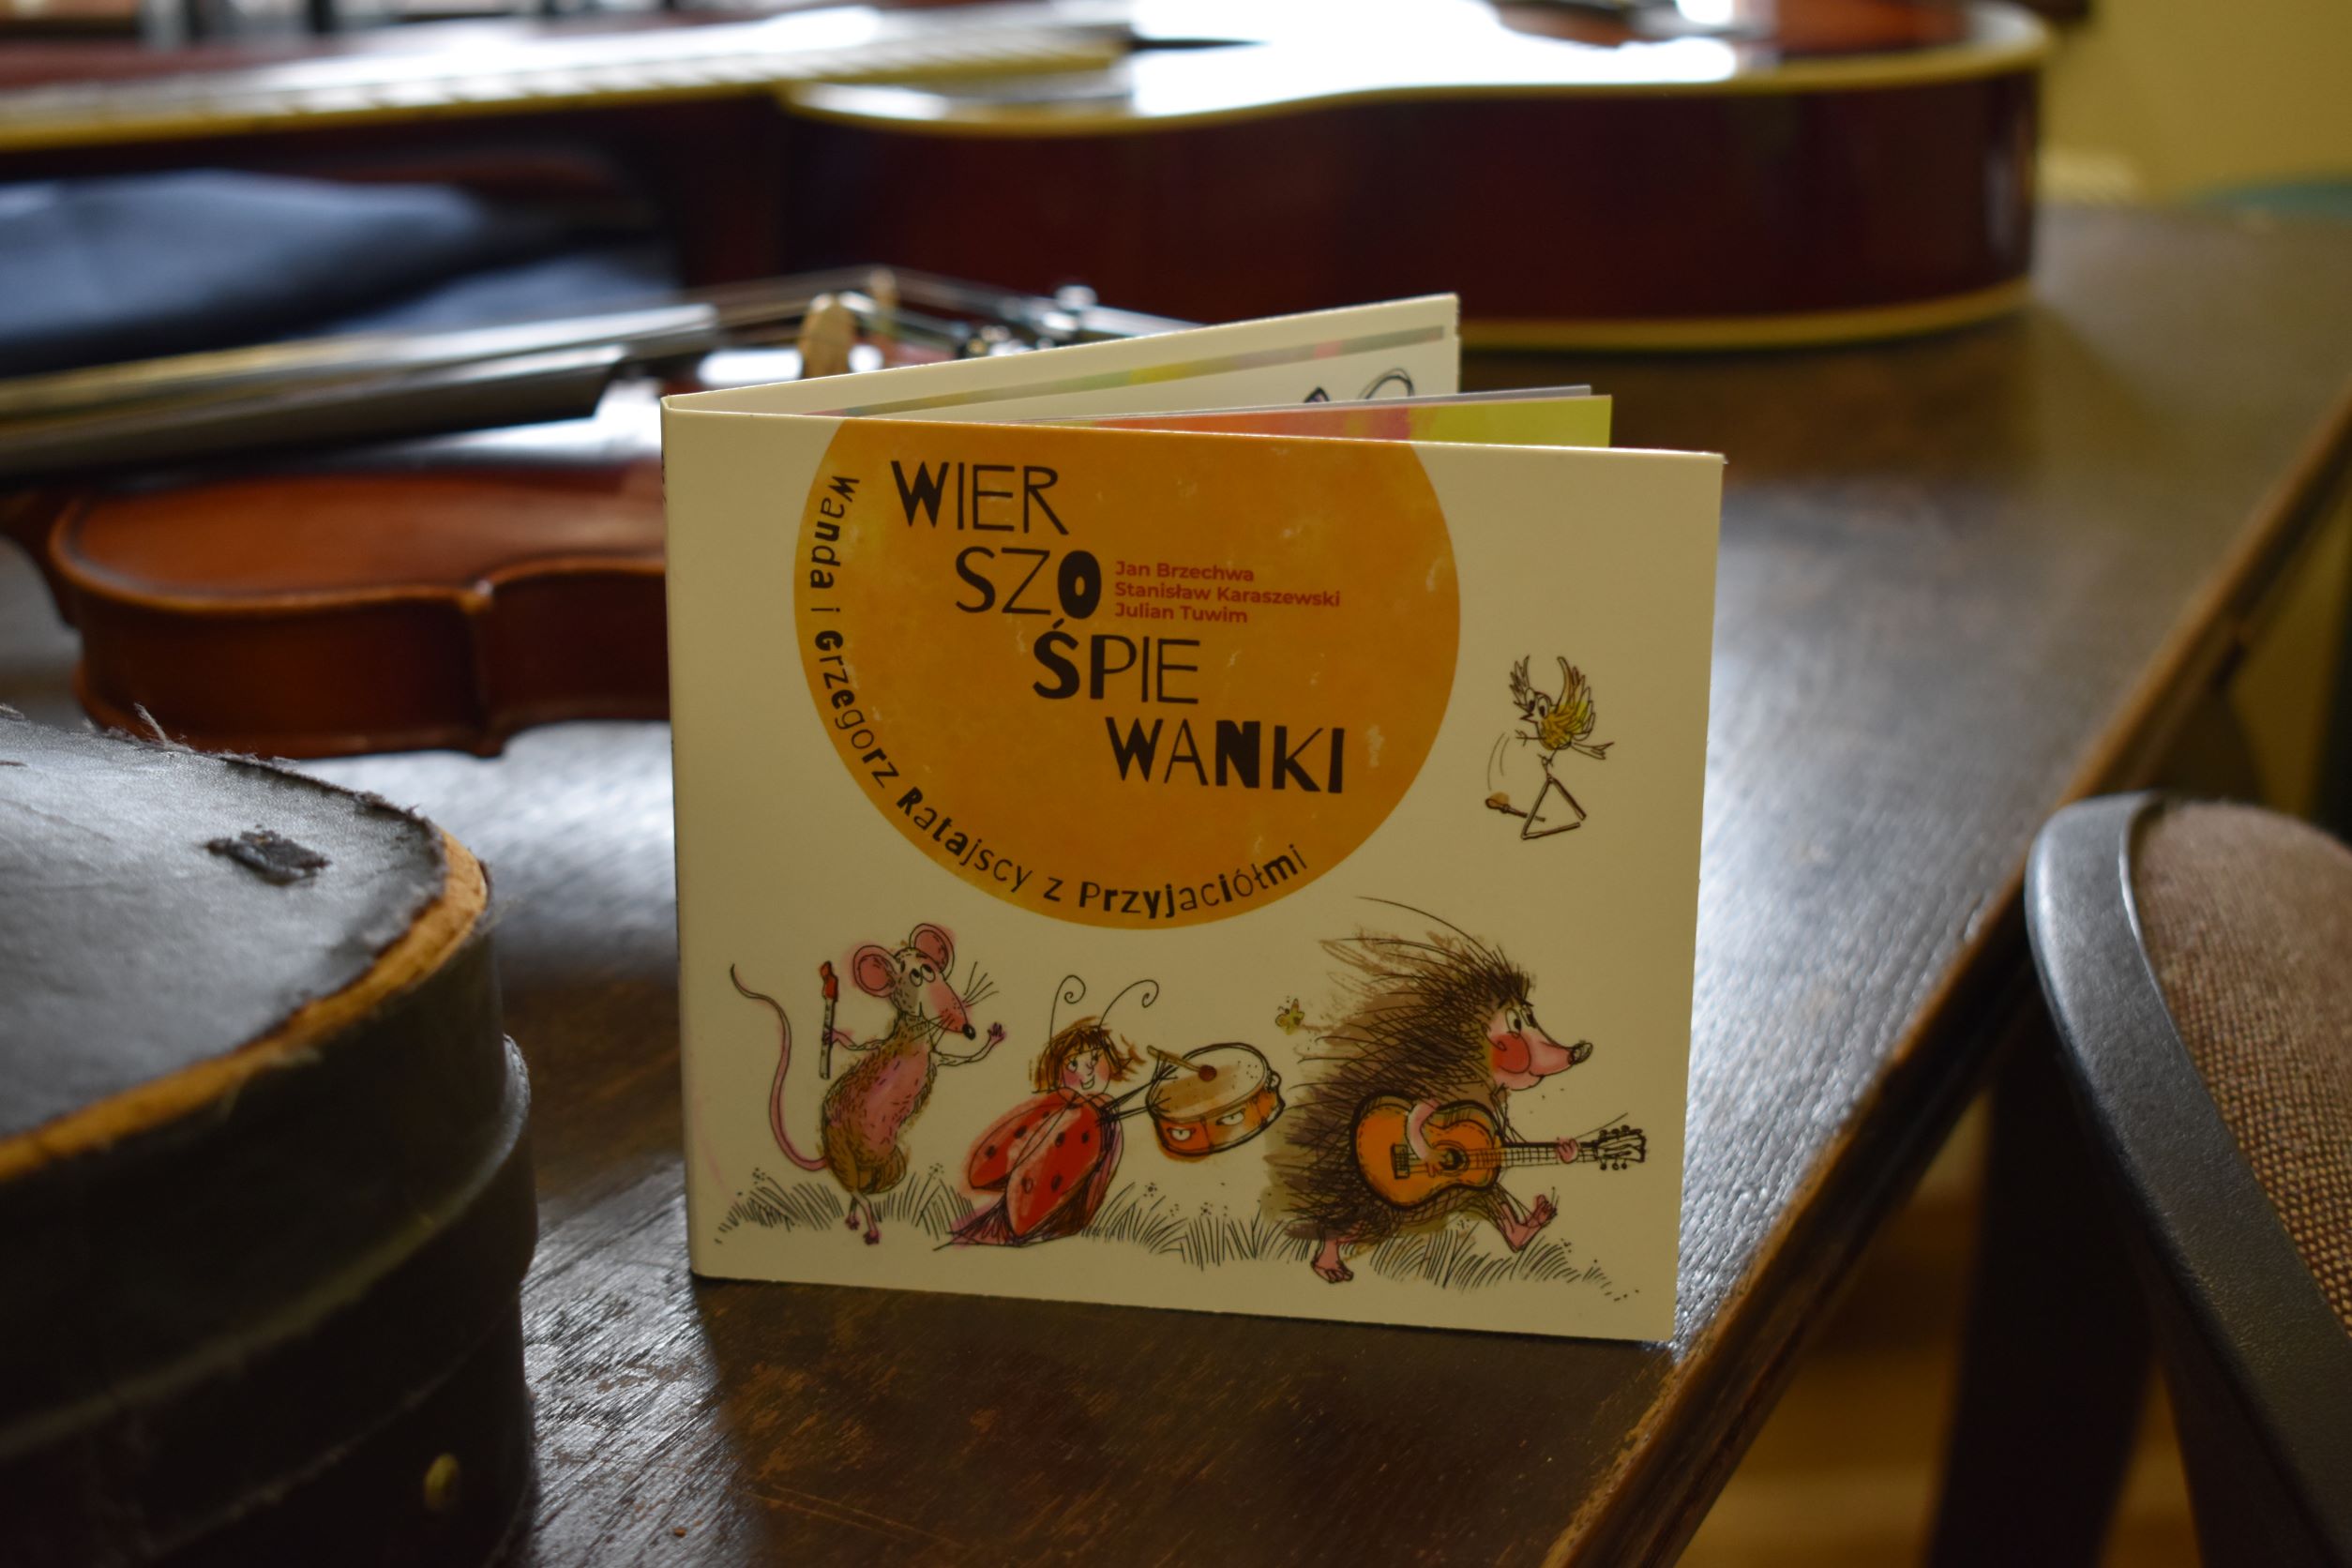 WIER
SZO
Jan Brzechwa
Stanisław Karaszewski
Julian Tuwim
ŚPIE
WANKI
Wanda i Grzegorz Ratajscy z Przyjaciółmi